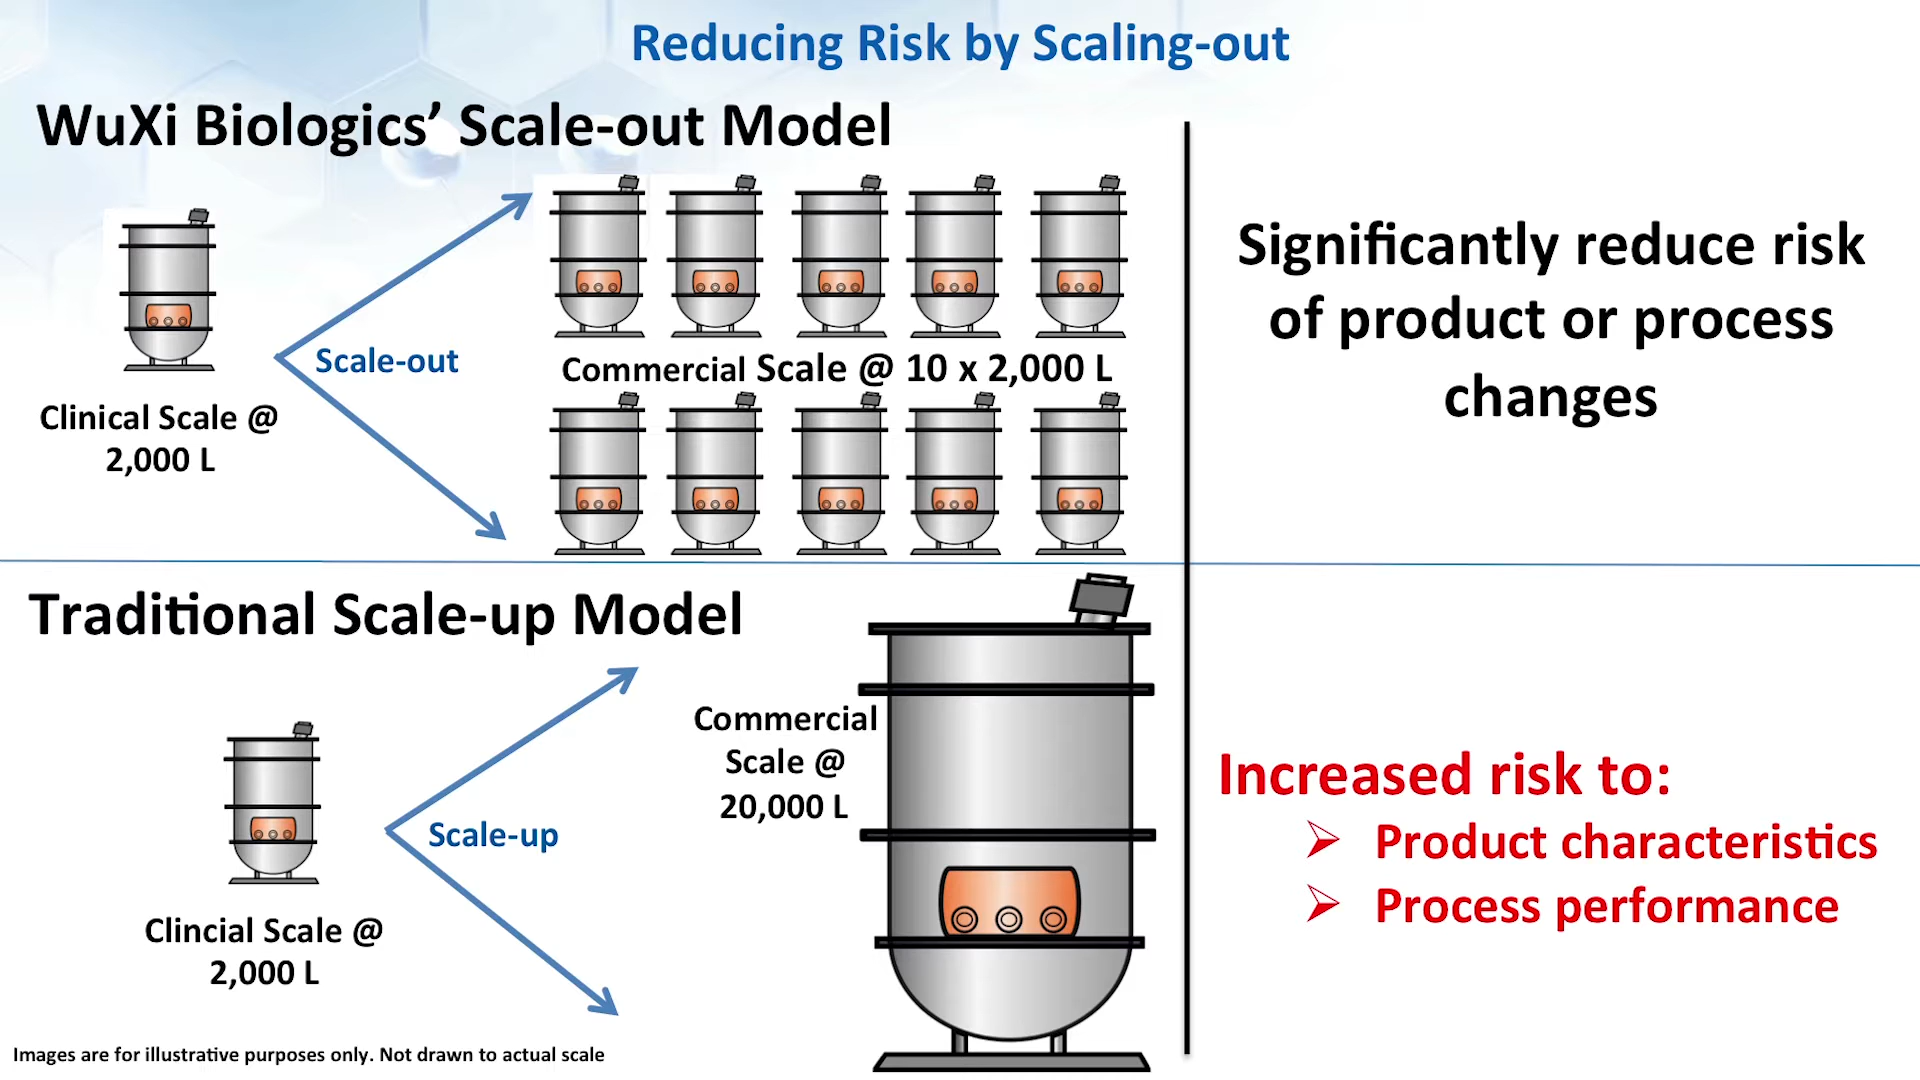 Reducing Risk by Scaling-out
WuXi Biologics’ Scale-out Model
Clinical Scale @
2,000 L
Scale-out
Commercial Scale @ 10 x 2,000 L
Significantly reduce risk
of product or process
changes
Traditional Scale-up Model
Clincial Scale @
2,000 L
Scale-up
Commercial
Scale @
20,000 L
Increased risk to:
Product characteristics
Process performance
Images are for illustrative purposes only. Not drawn to actual scale